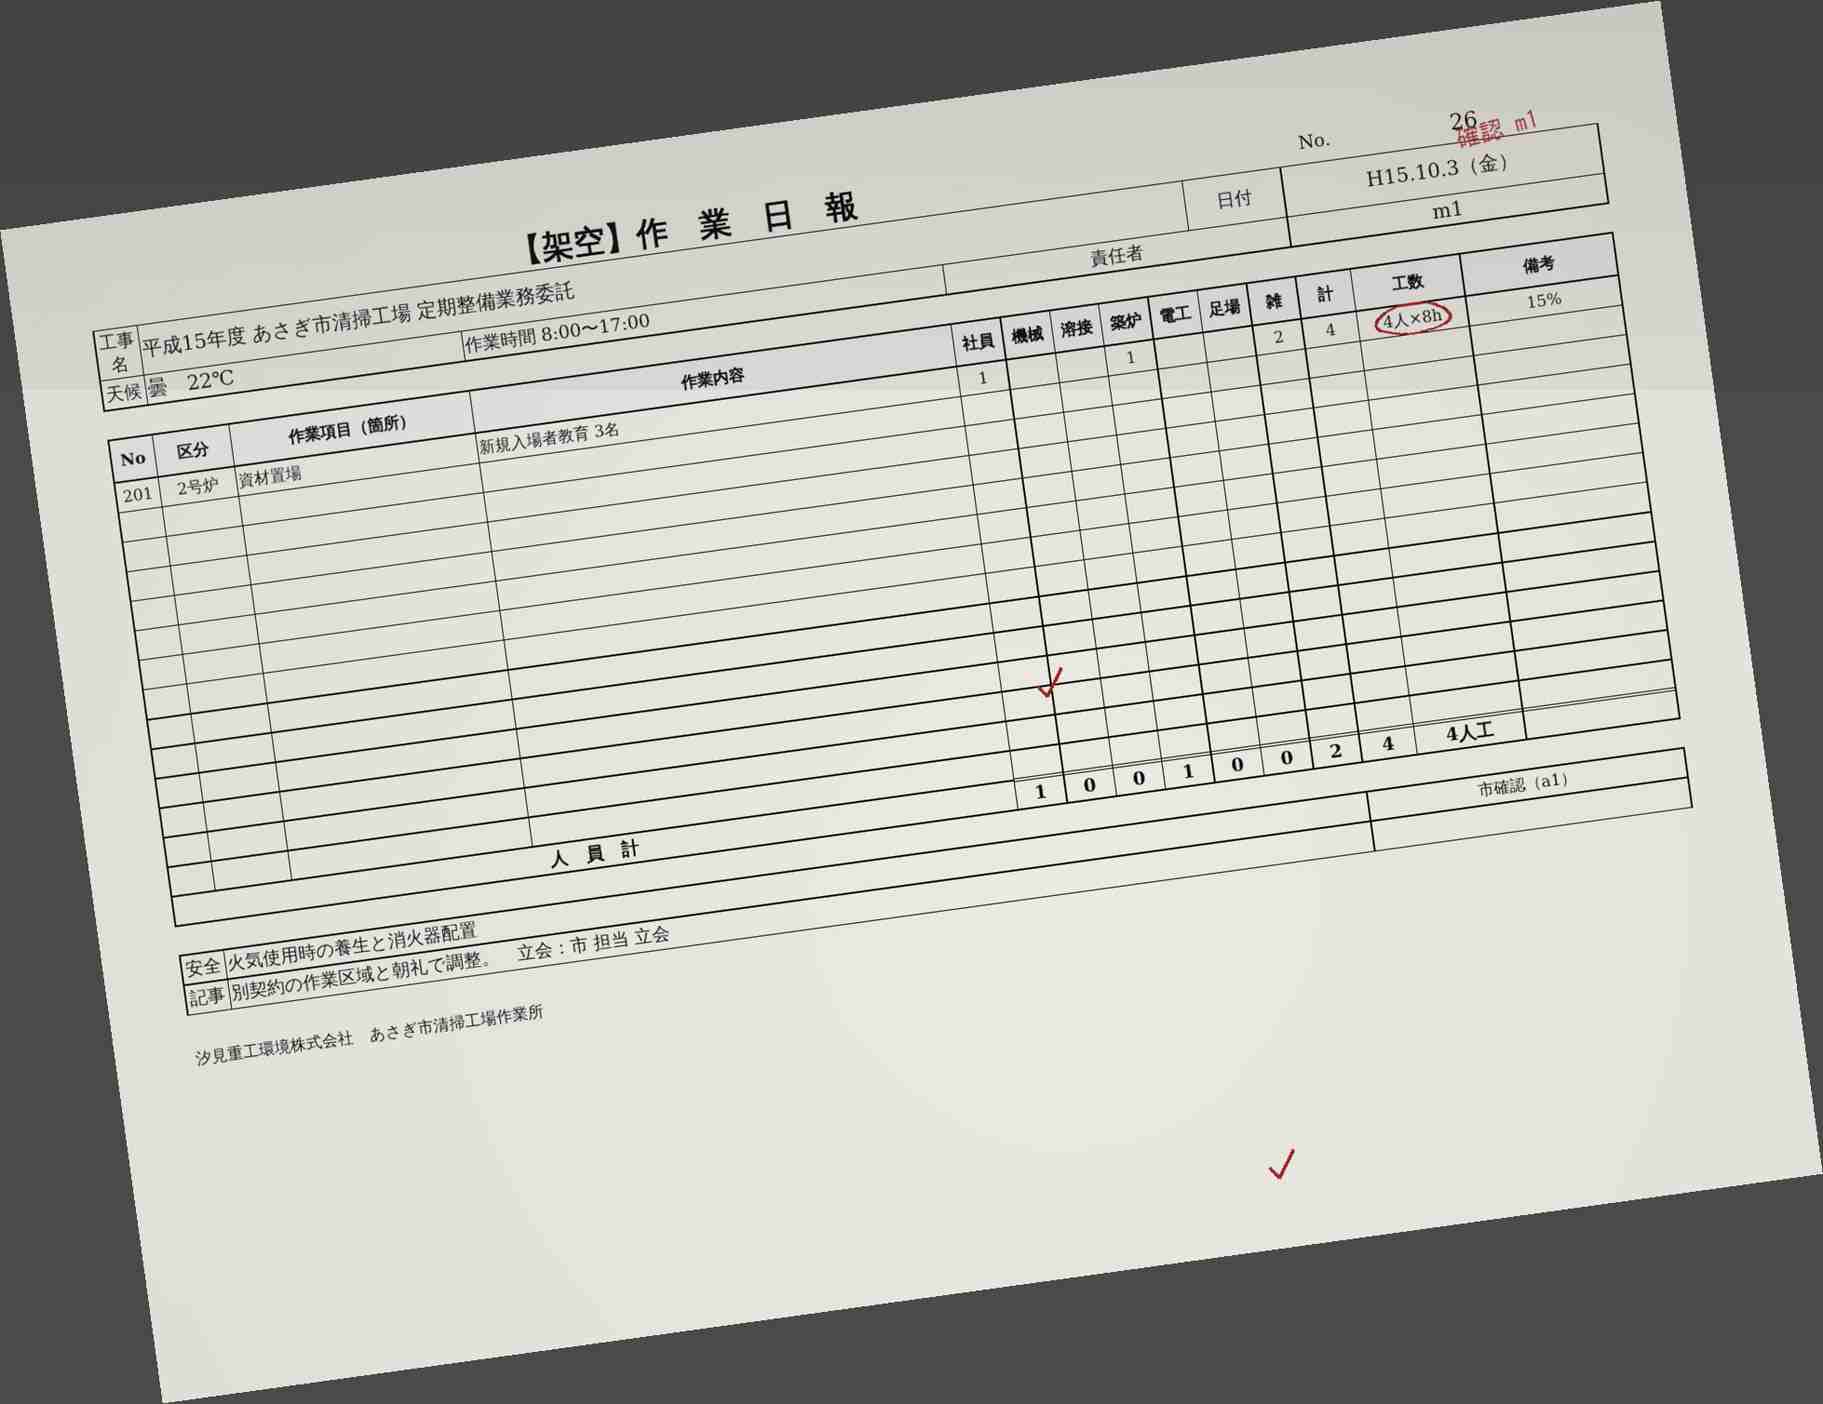 No. 26
確認 m1
【架空】作 業 日 報
工事名 平成15年度 あさぎ市清掃工場 定期整備業務委託 日付 H15.10.3（金）
天候 曇 22℃ 作業時間 8:00〜17:00 責任者 m1
No 区分 作業項目（箇所） 作業内容 社員 機械 溶接 築炉 電工 足場 雑 計 工数 備考
201 2号炉 資材置場 新規入場者教育 3名 1 1 2 4 4人×8h 15%
人 員 計 1 0 0 1 0 0 2 4 4人工
安全 火気使用時の養生と消火器配置 市確認（a1）
記事 別契約の作業区域と朝礼で調整。 立会：市 担当 立会
汐見重工環境株式会社 あさぎ市清掃工場作業所